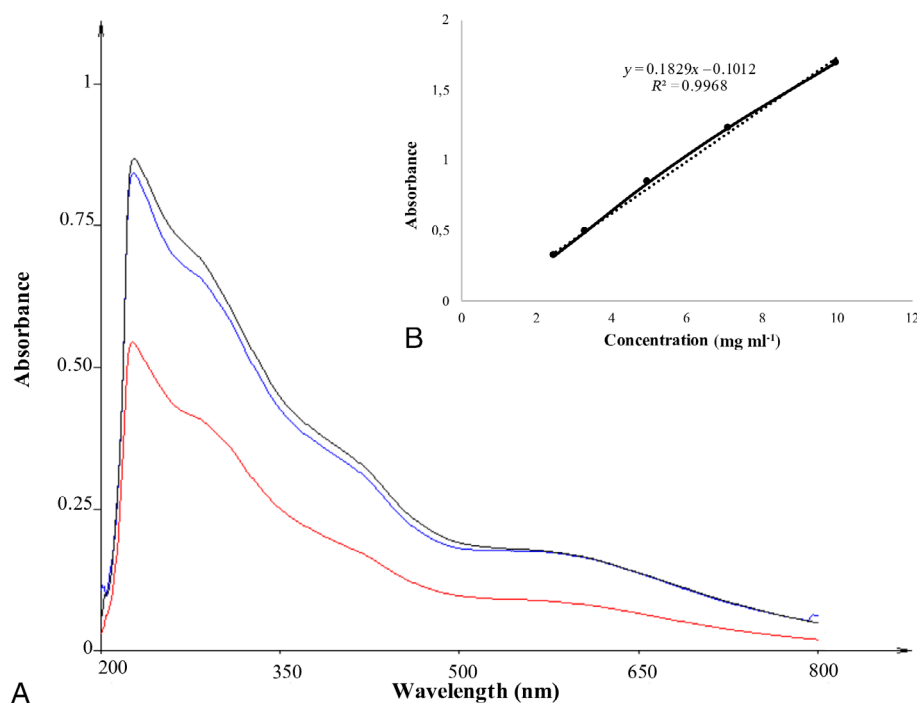 Absorbance
1
0.75
0.50
0.25
0
200
350
500
650
800
Wavelength (nm)
A
Absorbance
2
1,5
1
0,5
0
y = 0.1829x – 0.1012
R² = 0.9968
0
2
4
6
8
10
12
Concentration (mg ml⁻¹)
B